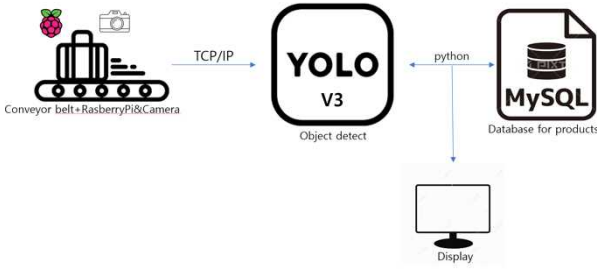 TCP/IP
YOLO
V3
python
MySQL
Conveyor belt+RasberryPi&Camera
Object detect
Database for products
Display